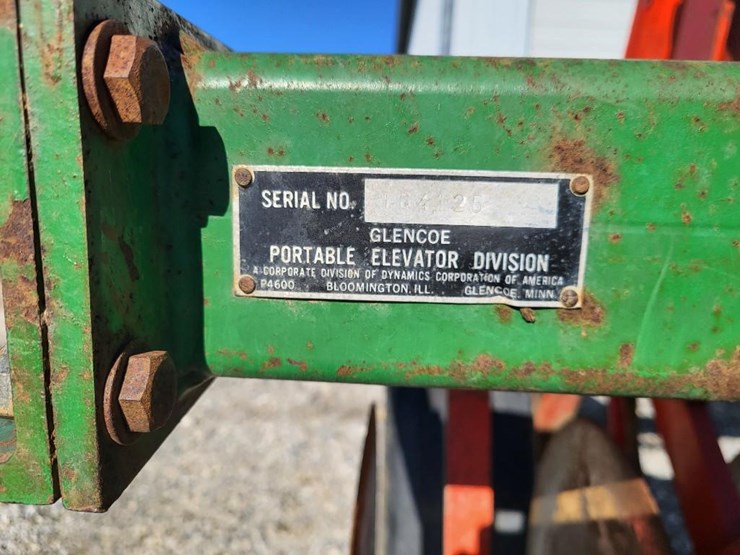 SERIAL NO.
GLENCOE
PORTABLE ELEVATOR DIVISION
A CORPORATE DIVISION OF DYNAMICS CORPORATION OF AMERICA
P4600 BLOOMINGTON, ILL. GLENCOE, MINN.